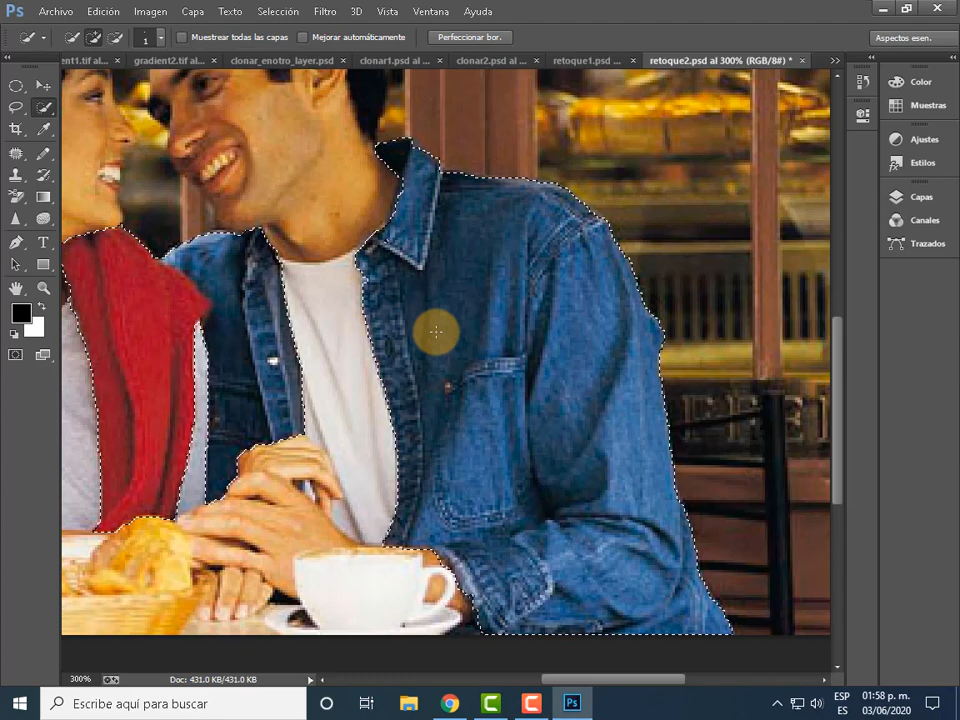 Ps Archivo Edición Imagen Capa Texto Selección Filtro 3D Vista Ventana Ayuda
1 Muestrear todas las capas Mejorar automáticamente Perfeccionar bor. Aspectos esen.
ent1.tif al... × gradient2.tif al... × clonar_enotro_layer.psd × clonar1.psd al ... × clonar2.psd al ... × retoque1.psd ... × retoque2.psd al 300% (RGB/8#) * ×
Color
Muestras
Ajustes
Estilos
Capas
Canales
Trazados
300% Doc: 431.0 KB/431.0 KB
Escribe aquí para buscar
Ps
ESP
ES
01:58 p. m.
03/06/2020